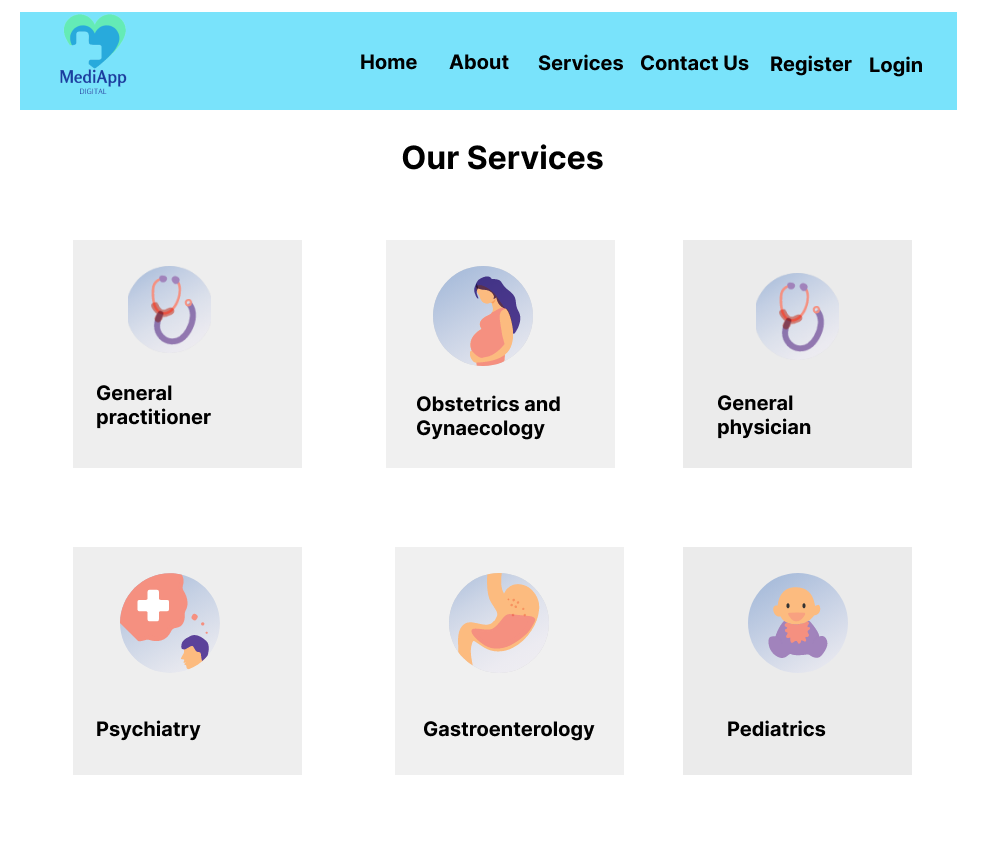 MediApp
DIGITAL
Home About Services Contact Us Register Login
Our Services
General
practitioner
Obstetrics and
Gynaecology
General
physician
Psychiatry
Gastroenterology
Pediatrics